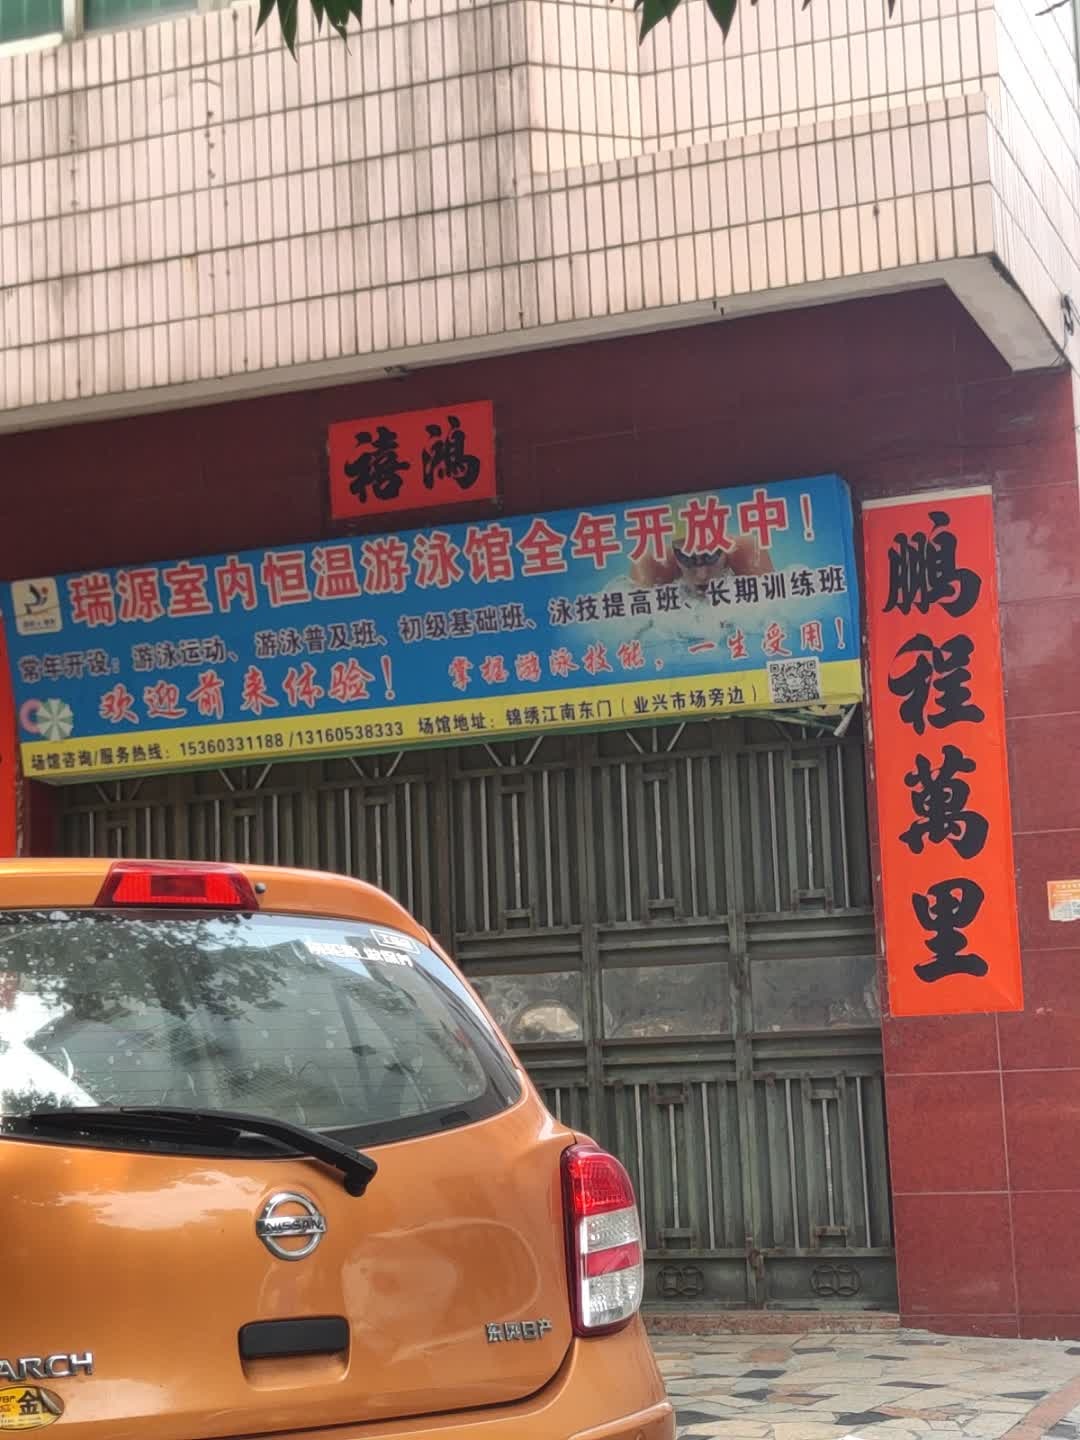 禧鴻
瑞源室内恒温游泳馆全年开放中！
常年开设：游泳运动、游泳普及班、初级基础班、泳技提高班、长期训练班
欢迎前来体验！ 掌握游泳技能，一生受用！
场馆咨询/服务热线：15360331188/13160538333 场馆地址：锦绣江南东门（业兴市场旁边）
鹏
程
萬
里
NISSAN
东风日产
ARCH
金